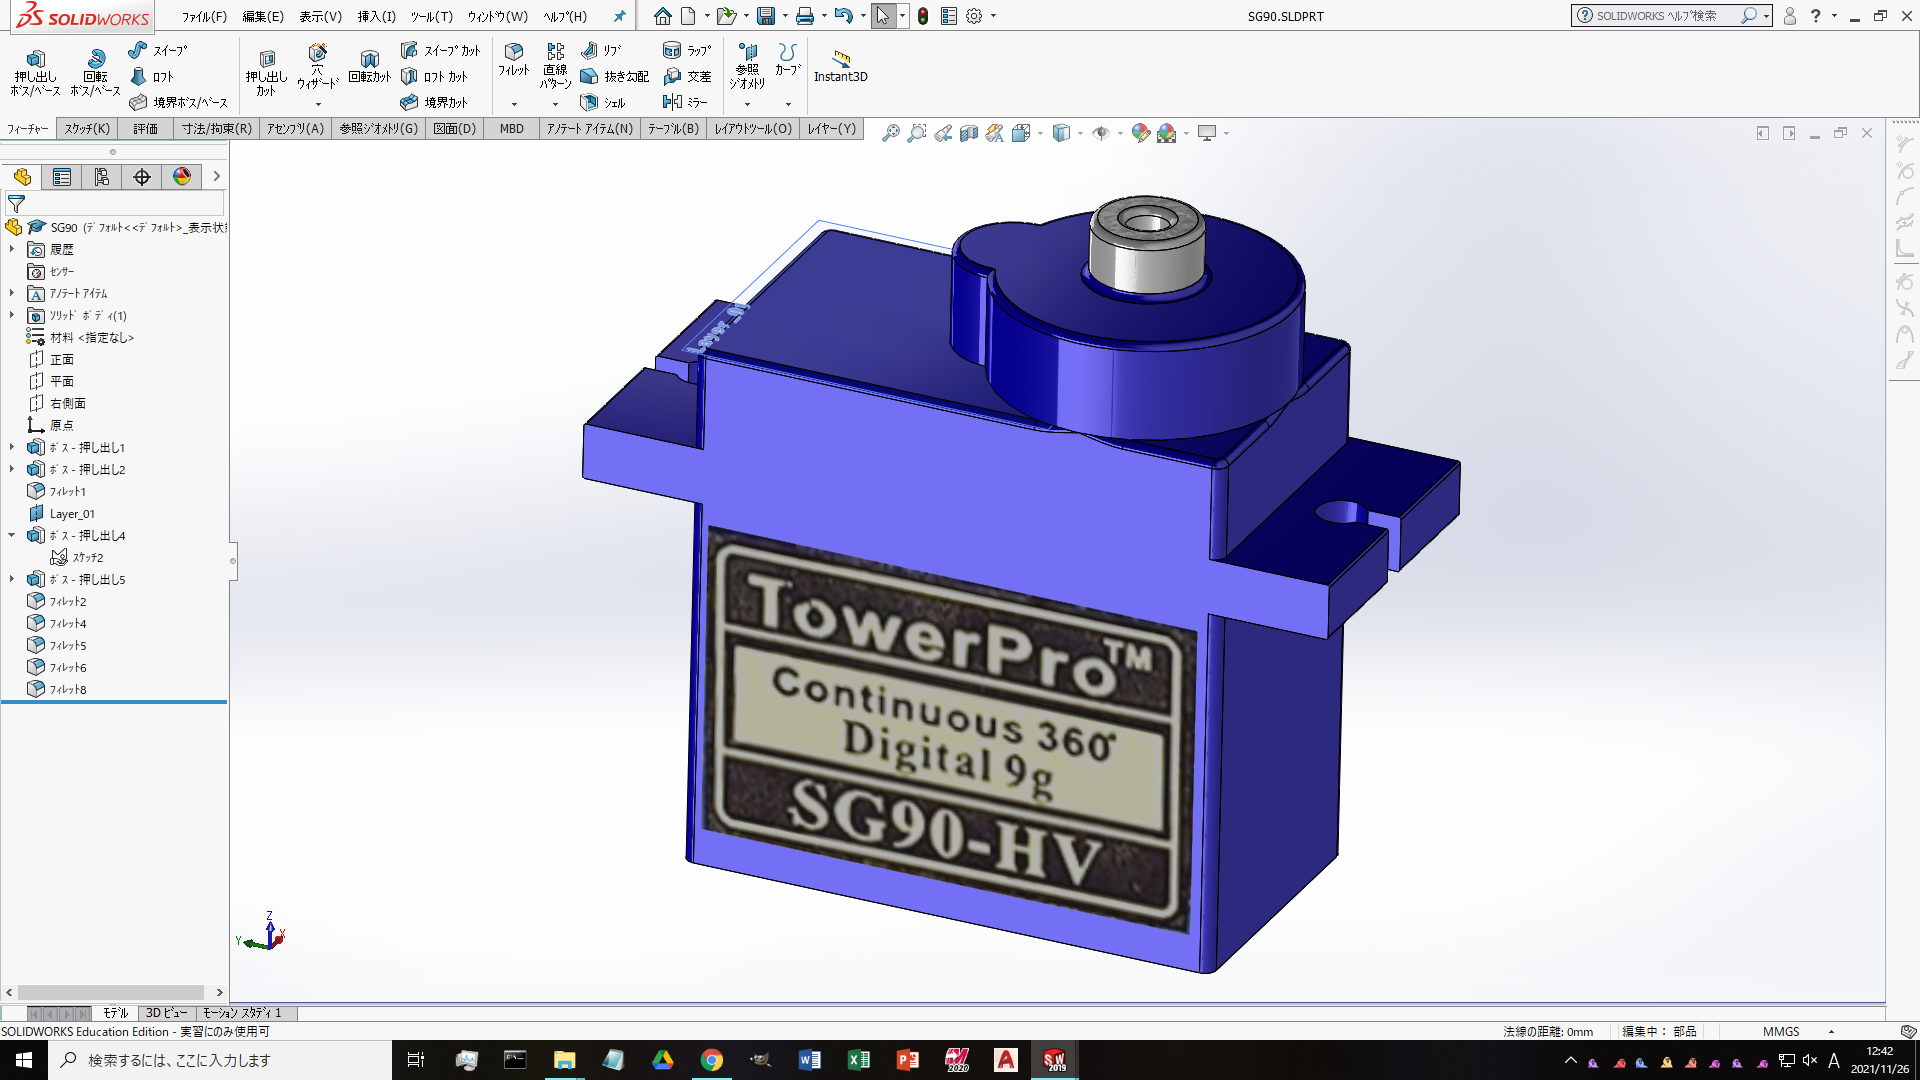 SOLIDWORKS
ファイル(F) 編集(E) 表示(V) 挿入(I) ツール(T) ウィンドウ(W) ヘルプ(H)
SG90.SLDPRT
SOLIDWORKS ヘルプ検索
押し出し
ボス/ベース
回転
ボス/ベース
スイープ
ロフト
境界ボス/ベース
押し出し
カット
穴
ウィザード
回転カット
スイープ カット
ロフト カット
境界カット
フィレット
直線
パターン
リブ
抜き勾配
シェル
ラップ
交差
ミラー
参照
ジオメトリ
カーブ
Instant3D
フィーチャー スケッチ(K) 評価 寸法/拘束(R) アセンブリ(A) 参照ジオメトリ(G) 図面(D) MBD アノテート アイテム(N) テーブル(B) レイアウトツール(O) レイヤー(Y)
SG90 (デフォルト<<デフォルト>_表示状
履歴
センサー
アノテート アイテム
ソリッド ボディ(1)
材料 <指定なし>
正面
平面
右側面
原点
ボス - 押し出し1
ボス - 押し出し2
フィレット1
Layer_01
ボス - 押し出し4
スケッチ2
ボス - 押し出し5
フィレット2
フィレット4
フィレット5
フィレット6
フィレット8
Layer_01
TowerPro™
Continuous 360°
Digital 9g
SG90-HV
Z
Y
X
モデル 3D ビュー モーション スタディ 1
SOLIDWORKS Education Edition - 実習にのみ使用可
法線の距離: 0mm 編集中： 部品 MMGS
検索するには、ここに入力します
2020
SW
2019
A
12:42
2021/11/26